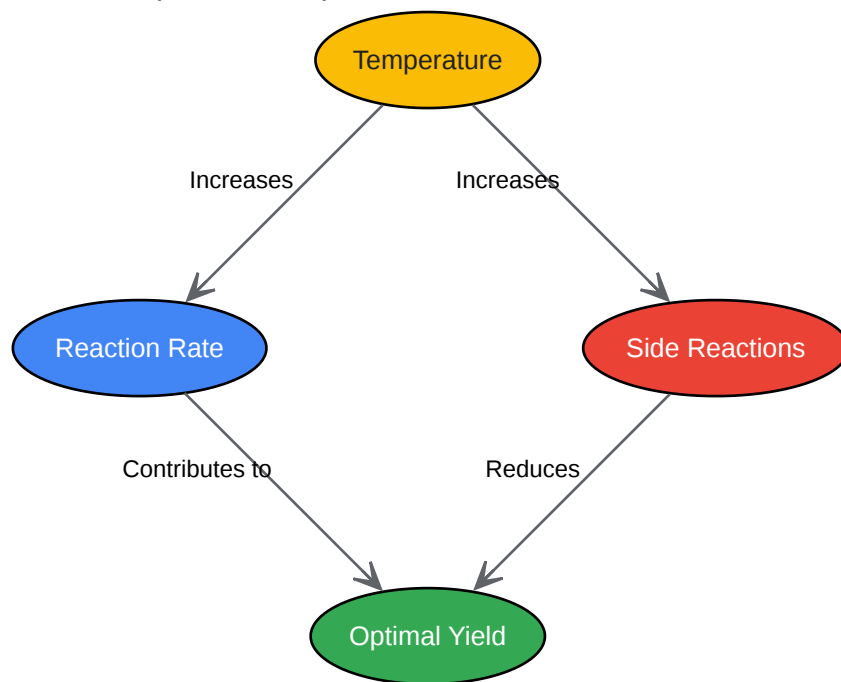 Temperature
Increases
Increases
Reaction Rate
Side Reactions
Contributes to
Reduces
Optimal Yield